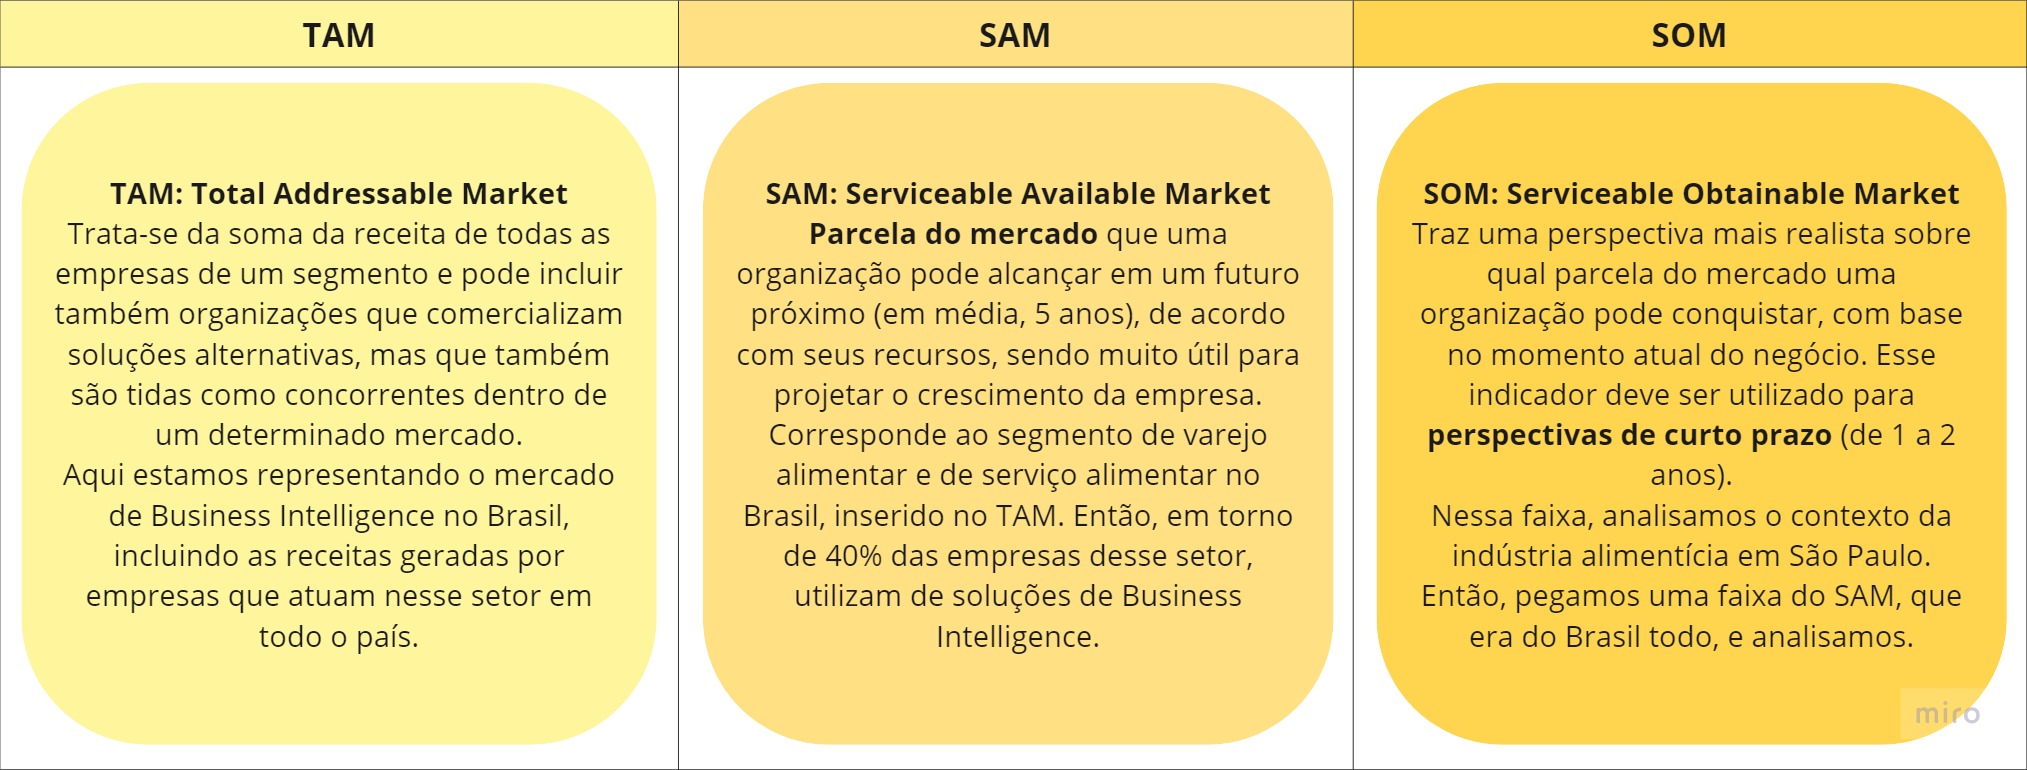 TAM
SAM
SOM
TAM: Total Addressable Market
Trata-se da soma da receita de todas as
empresas de um segmento e pode incluir
também organizações que comercializam
soluções alternativas, mas que também
são tidas como concorrentes dentro de
um determinado mercado.
Aqui estamos representando o mercado
de Business Intelligence no Brasil,
incluindo as receitas geradas por
empresas que atuam nesse setor em
todo o país.
SAM: Serviceable Available Market
Parcela do mercado que uma
organização pode alcançar em um futuro
próximo (em média, 5 anos), de acordo
com seus recursos, sendo muito útil para
projetar o crescimento da empresa.
Corresponde ao segmento de varejo
alimentar e de serviço alimentar no
Brasil, inserido no TAM. Então, em torno
de 40% das empresas desse setor,
utilizam de soluções de Business
Intelligence.
SOM: Serviceable Obtainable Market
Traz uma perspectiva mais realista sobre
qual parcela do mercado uma
organização pode conquistar, com base
no momento atual do negócio. Esse
indicador deve ser utilizado para
perspectivas de curto prazo (de 1 a 2
anos).
Nessa faixa, analisamos o contexto da
indústria alimentícia em São Paulo.
Então, pegamos uma faixa do SAM, que
era do Brasil todo, e analisamos.
miro